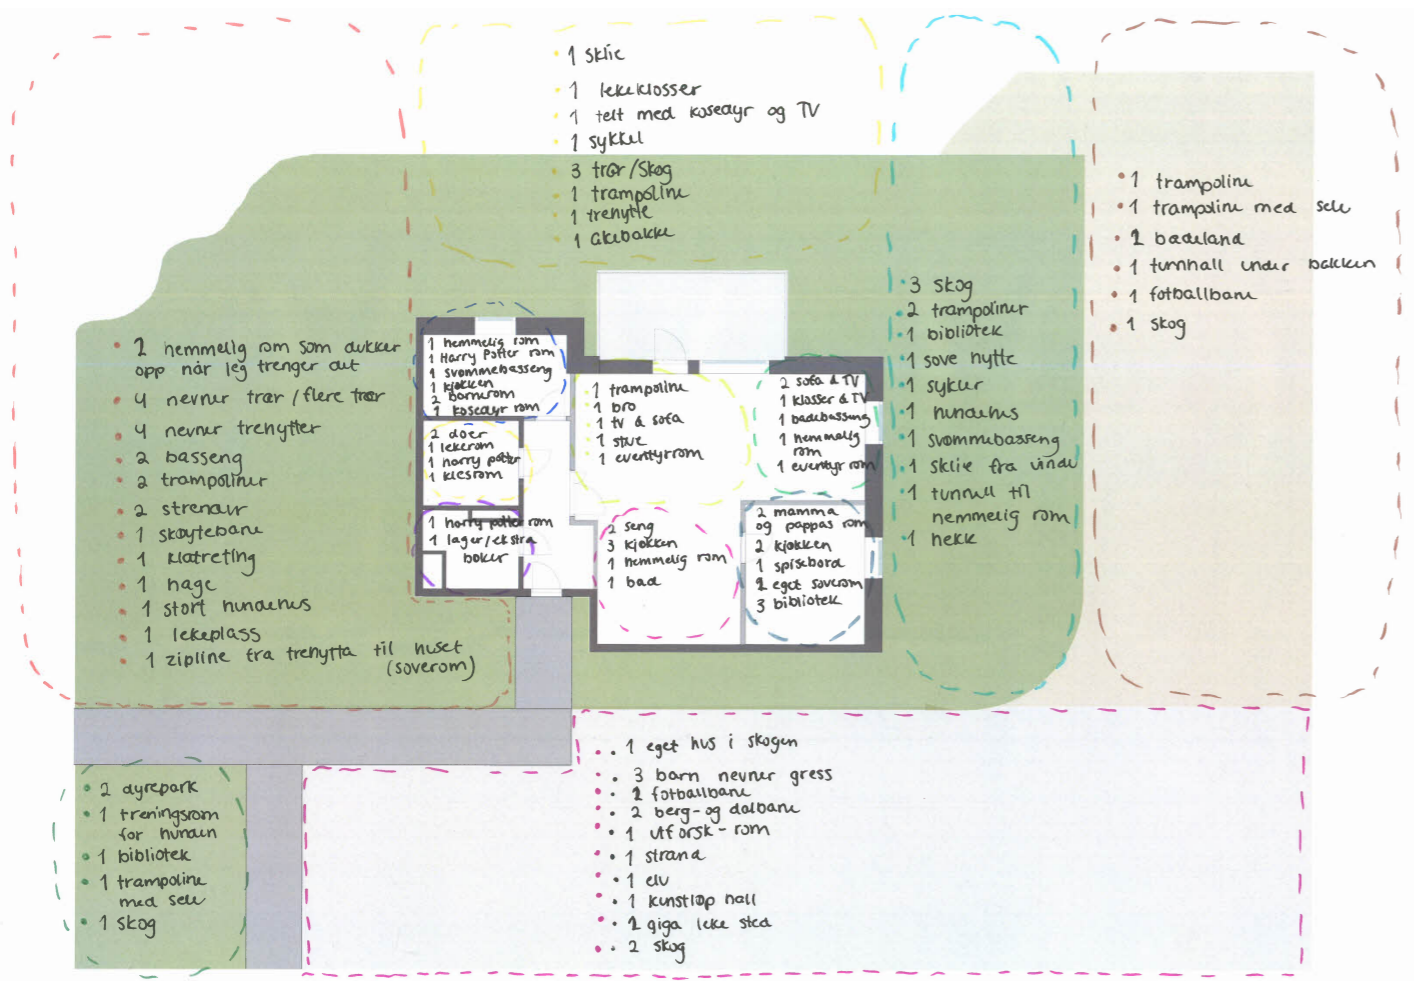 1 sklie
1 lekeklosser
1 telt med kosedyr og TV
1 sykkel
3 trær/skog
1 trampoline
1 trehytte
1 akebakke
1 trampoline
1 trampoline med sele
1 badeland
1 tunnhall under bakken
1 fotballbane
1 skog
3 skog
2 trampoliner
1 bibliotek
1 sove hytte
1 sykler
1 hundehus
1 svømmebasseng
1 sklie fra vindu
1 tunnell til
hemmelig rom
1 hekk
2 hemmelig rom som dukker
opp når jeg trenger det
4 nevner trær/flere trær
4 nevner trehytter
2 basseng
2 trampoliner
2 strender
1 skøytebane
1 klatreting
1 hage
1 stort hundehus
1 lekeplass
1 zipline fra trehytta til huset
(soverom)
1 hemmelig rom
1 Harry Potter rom
1 svømmebasseng
1 kjøkken
2 barnerom
1 kosedyr rom
2 doer
1 lekerom
1 harry potter
1 klesrom
1 harry potter rom
1 lager/ekstra
bøker
1 trampoline
1 bro
1 tv & sofa
1 stue
1 eventyrrom
2 sofa & TV
1 klosser & TV
1 badebasseng
1 hemmelig
rom
1 eventyr rom
2 seng
3 kjøkken
1 hemmelig rom
1 bad
2 mamma
og pappas rom
2 kjøkken
1 spisebord
2 eget soverom
3 bibliotek
2 dyrepark
1 treningsrom
for hunden
1 bibliotek
1 trampoline
med sele
1 skog
1 eget hus i skogen
3 barn nevner gress
2 fotballbane
2 berg-og dalbane
1 utforsk-rom
1 strand
1 elv
1 kunstløp hall
2 giga leke sted
2 skog